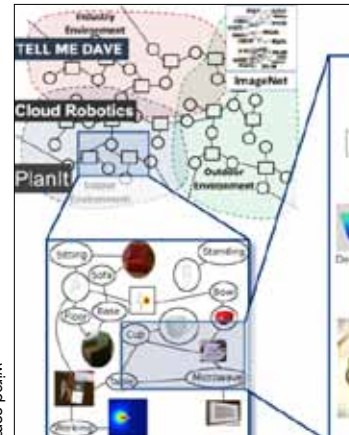 Industry
Environment
TELL ME DAVE
ImageNet
Cloud Robotics
PlanIt
Outdoor
Environment
Environment
Sitting
Standing
Sofa
Bowl
Floor
Base
Cup
Microwave
Working